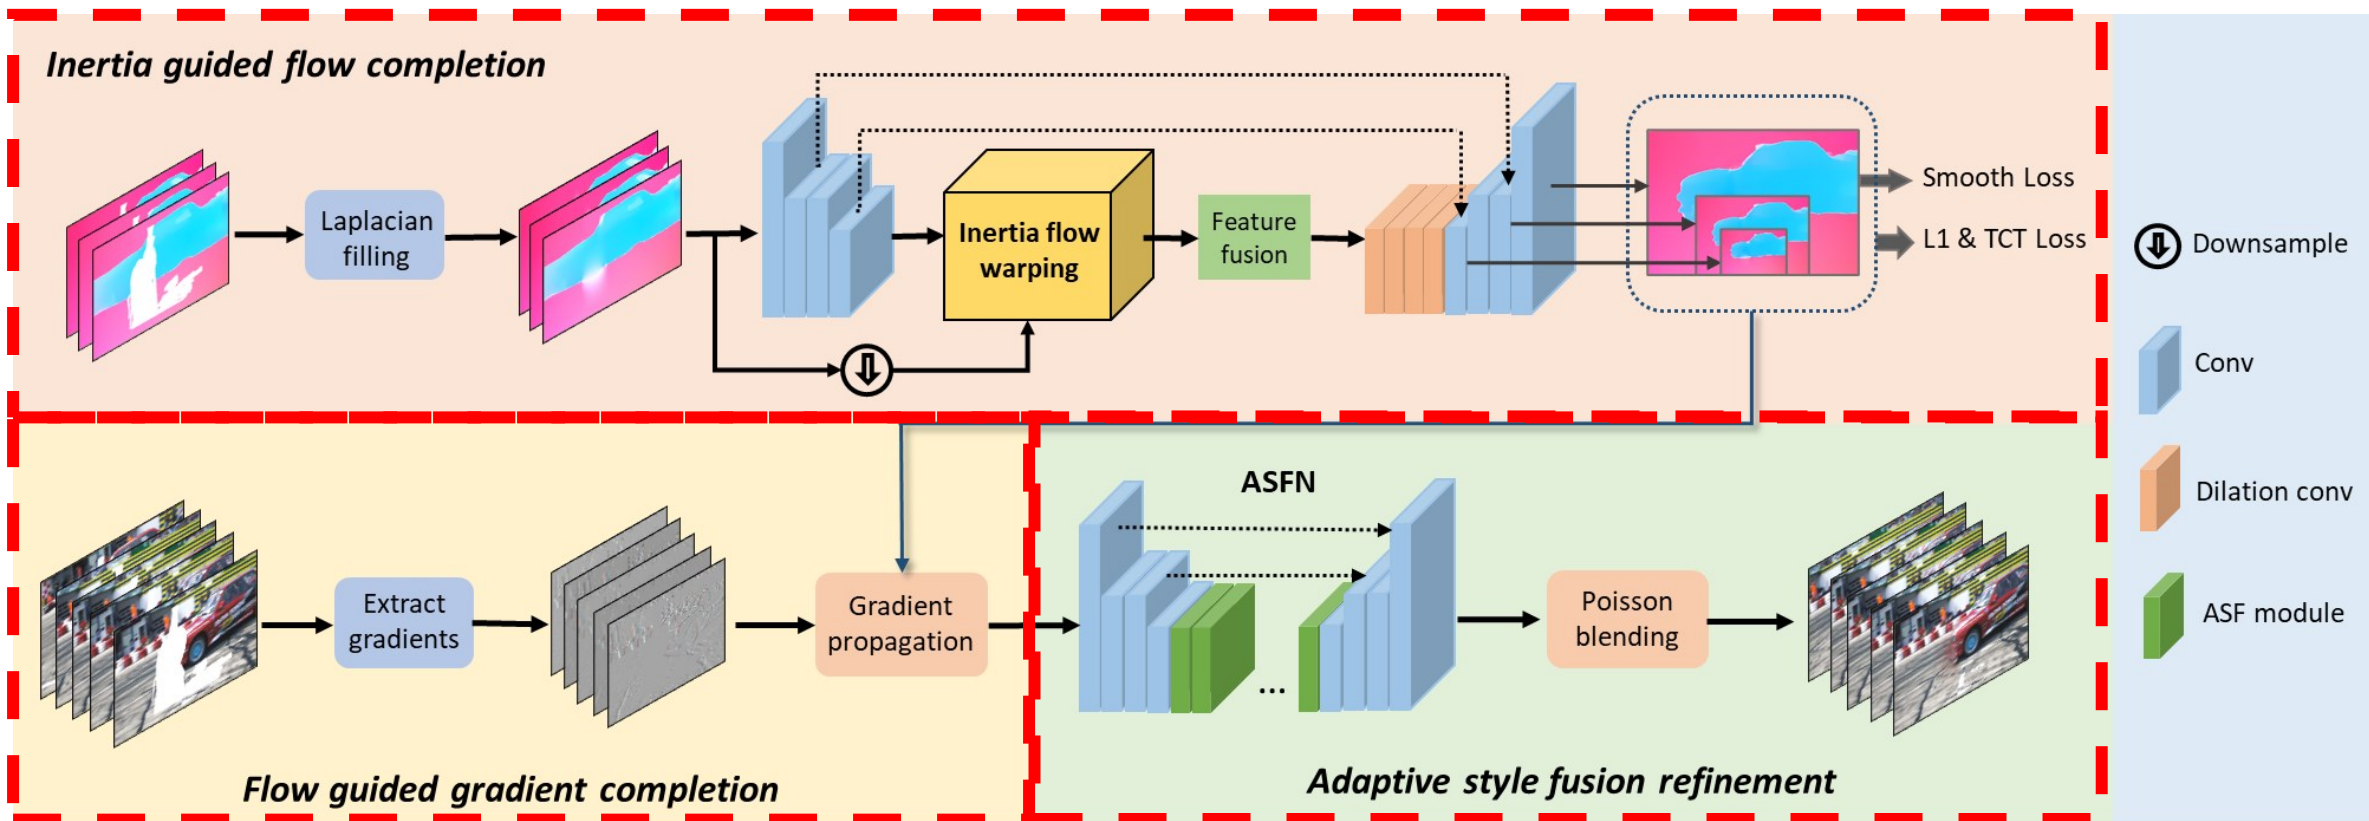 Inertia guided flow completion
Laplacian
filling
Inertia flow
warping
Feature
fusion
Smooth Loss
L1 & TCT Loss
Downsample
Conv
Dilation conv
ASF module
Extract
gradients
Gradient
propagation
ASFN
...
Poisson
blending
Flow guided gradient completion
Adaptive style fusion refinement